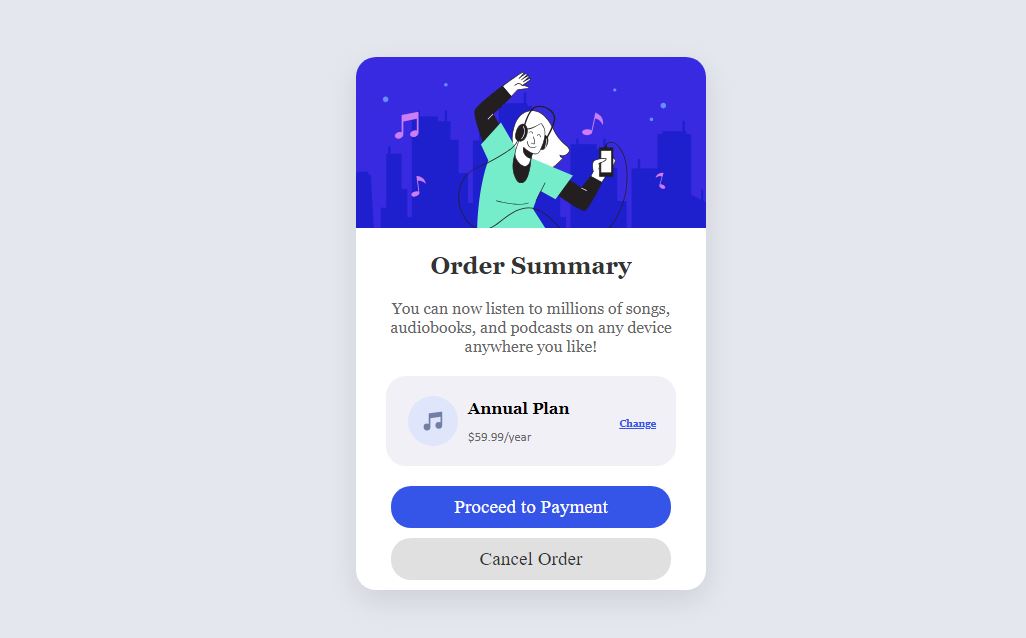 Order Summary
You can now listen to millions of songs,
audiobooks, and podcasts on any device
anywhere you like!
Annual Plan
Change
$59.99/year
Proceed to Payment
Cancel Order